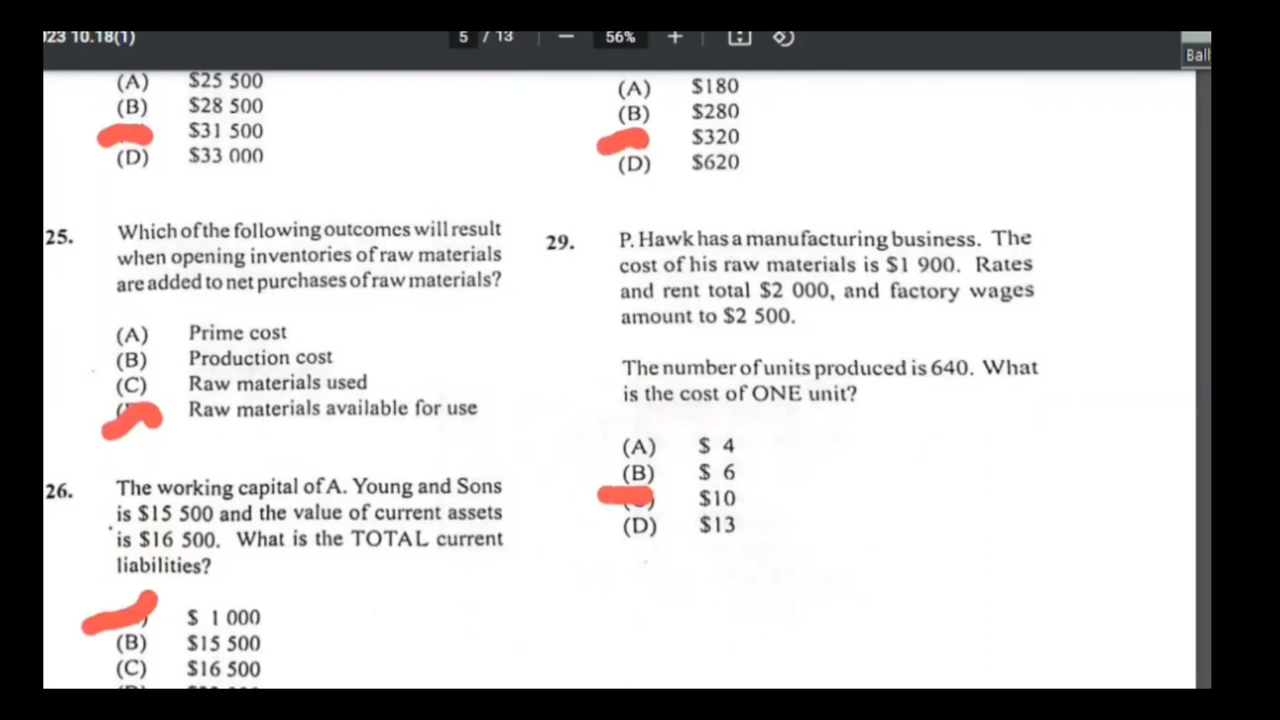 023 10.18(1)
5 / 13
56%
Ball
(A) $25 500
(B) $28 500
$31 500
(D) $33 000
25. Which of the following outcomes will result
when opening inventories of raw materials
are added to net purchases of raw materials?
(A) Prime cost
(B) Production cost
(C) Raw materials used
Raw materials available for use
26. The working capital of A. Young and Sons
is $15 500 and the value of current assets
is $16 500. What is the TOTAL current
liabilities?
$ 1 000
(B) $15 500
(C) $16 500
(A) $180
(B) $280
$320
(D) $620
29. P. Hawk has a manufacturing business. The
cost of his raw materials is $1 900. Rates
and rent total $2 000, and factory wages
amount to $2 500.
The number of units produced is 640. What
is the cost of ONE unit?
(A) $ 4
(B) $ 6
$10
(D) $13